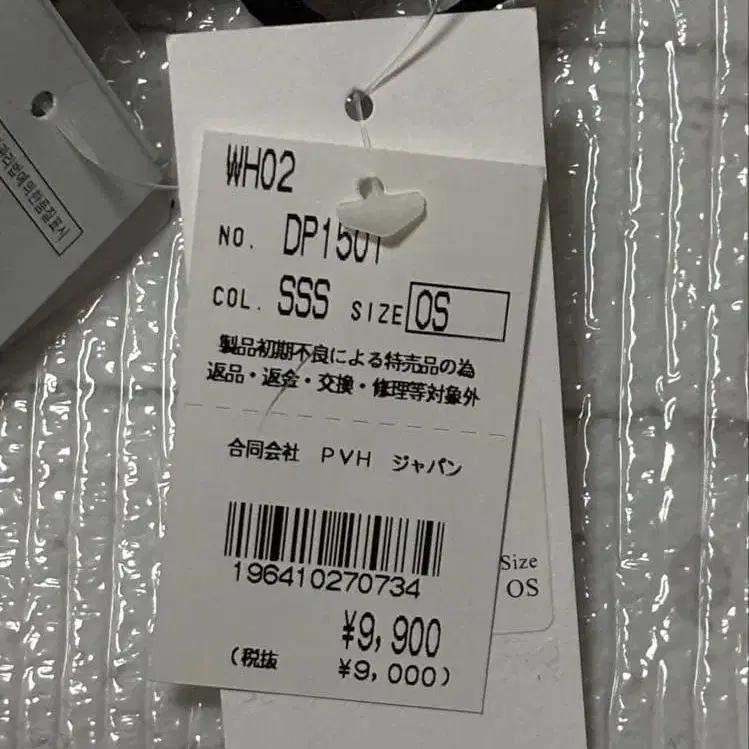 WH02
NO. DP1501
COL. SSS SIZE OS
製品初期不良による特売品の為
返品・返金・交換・修理等対象外
合同会社 PVH ジャパン
196410270734
¥9,900
(税抜 ¥9,000)
Size
OS